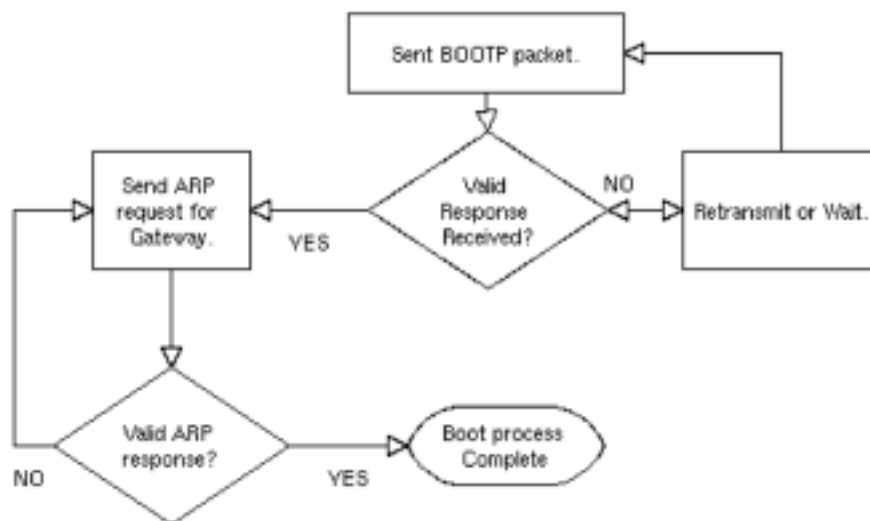 Sent BOOTP packet.
Valid
Response
Received?
NO
Retransmit or Wait.
YES
Send ARP
request for
Gateway.
Valid ARP
response?
NO
YES
Boot process
Complete